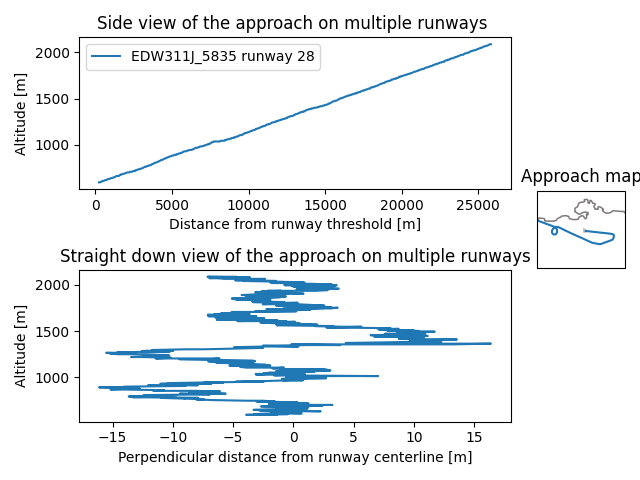 Side view of the approach on multiple runways
Altitude [m]
2000
1500
1000
EDW311J_5835 runway 28
0
5000
10000
15000
20000
25000
Distance from runway threshold [m]
Approach map
Straight down view of the approach on multiple runways
Altitude [m]
2000
1500
1000
−15
−10
−5
0
5
10
15
Perpendicular distance from runway centerline [m]